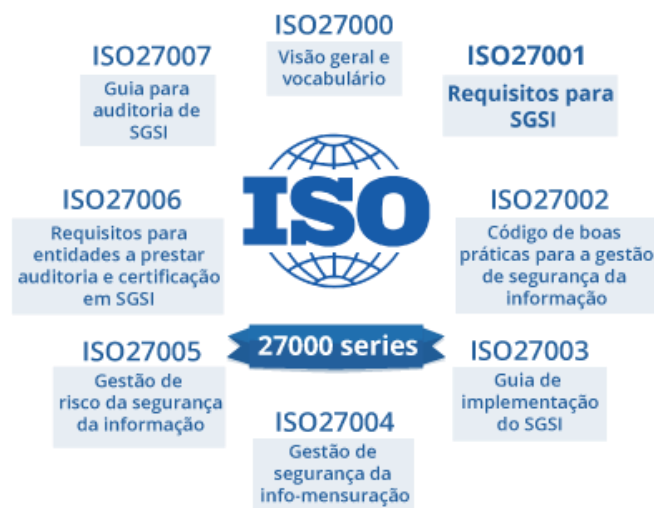 ISO27000
Visão geral e
vocabulário
ISO27001
Requisitos para
SGSI
ISO27002
Código de boas
práticas para a gestão
de segurança da
informação
ISO27003
Guia de
implementação
do SGSI
ISO27004
Gestão de
segurança da
info-mensuração
ISO27005
Gestão de
risco da segurança
da informação
ISO27006
Requisitos para
entidades a prestar
auditoria e certificação
em SGSI
ISO27007
Guia para
auditoria de
SGSI
ISO
27000 series